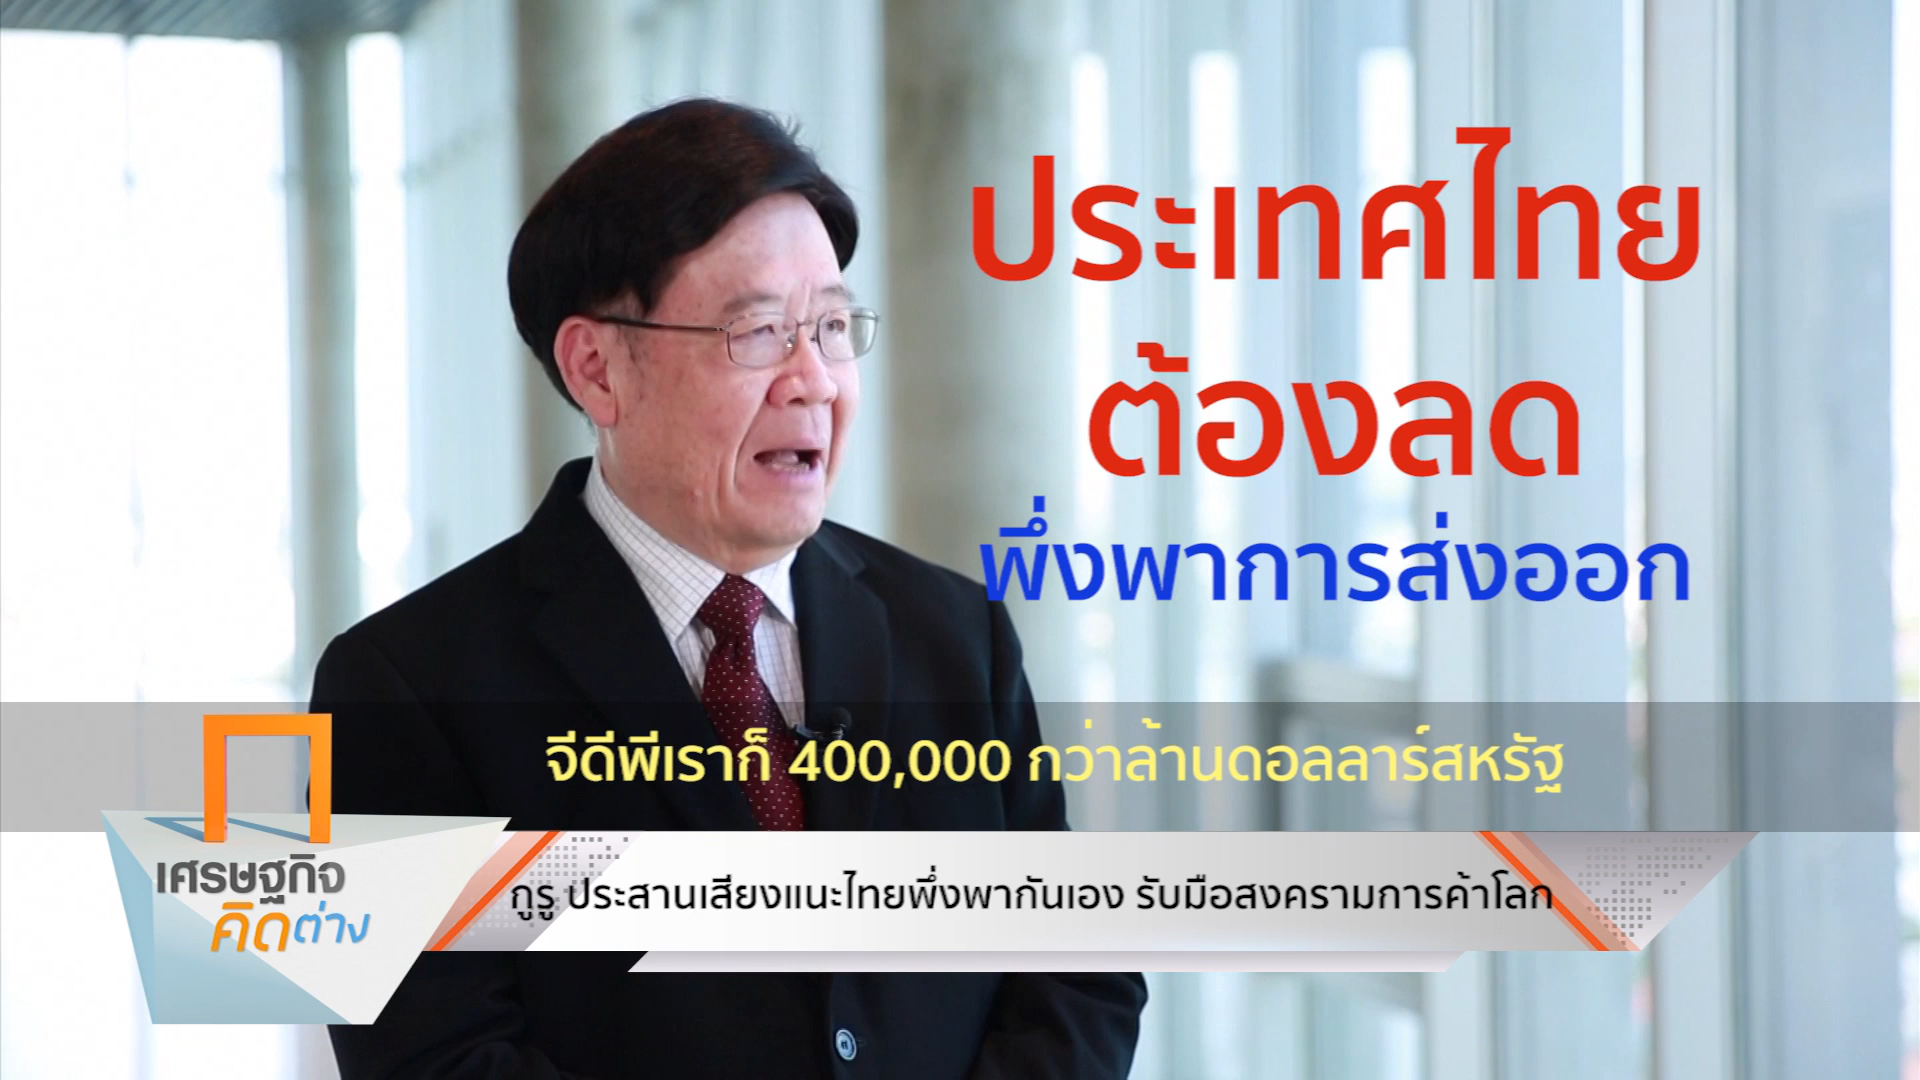 ประเทศไทย
ต้องลด
พึ่งพาการส่งออก
จีดีพีเราก็ 400,000 กว่าล้านดอลลาร์สหรัฐ
เศรษฐกิจ
คิดต่าง
กูรู ประสานเสียงแนะไทยพึ่งพากันเอง รับมือสงครามการค้าโลก